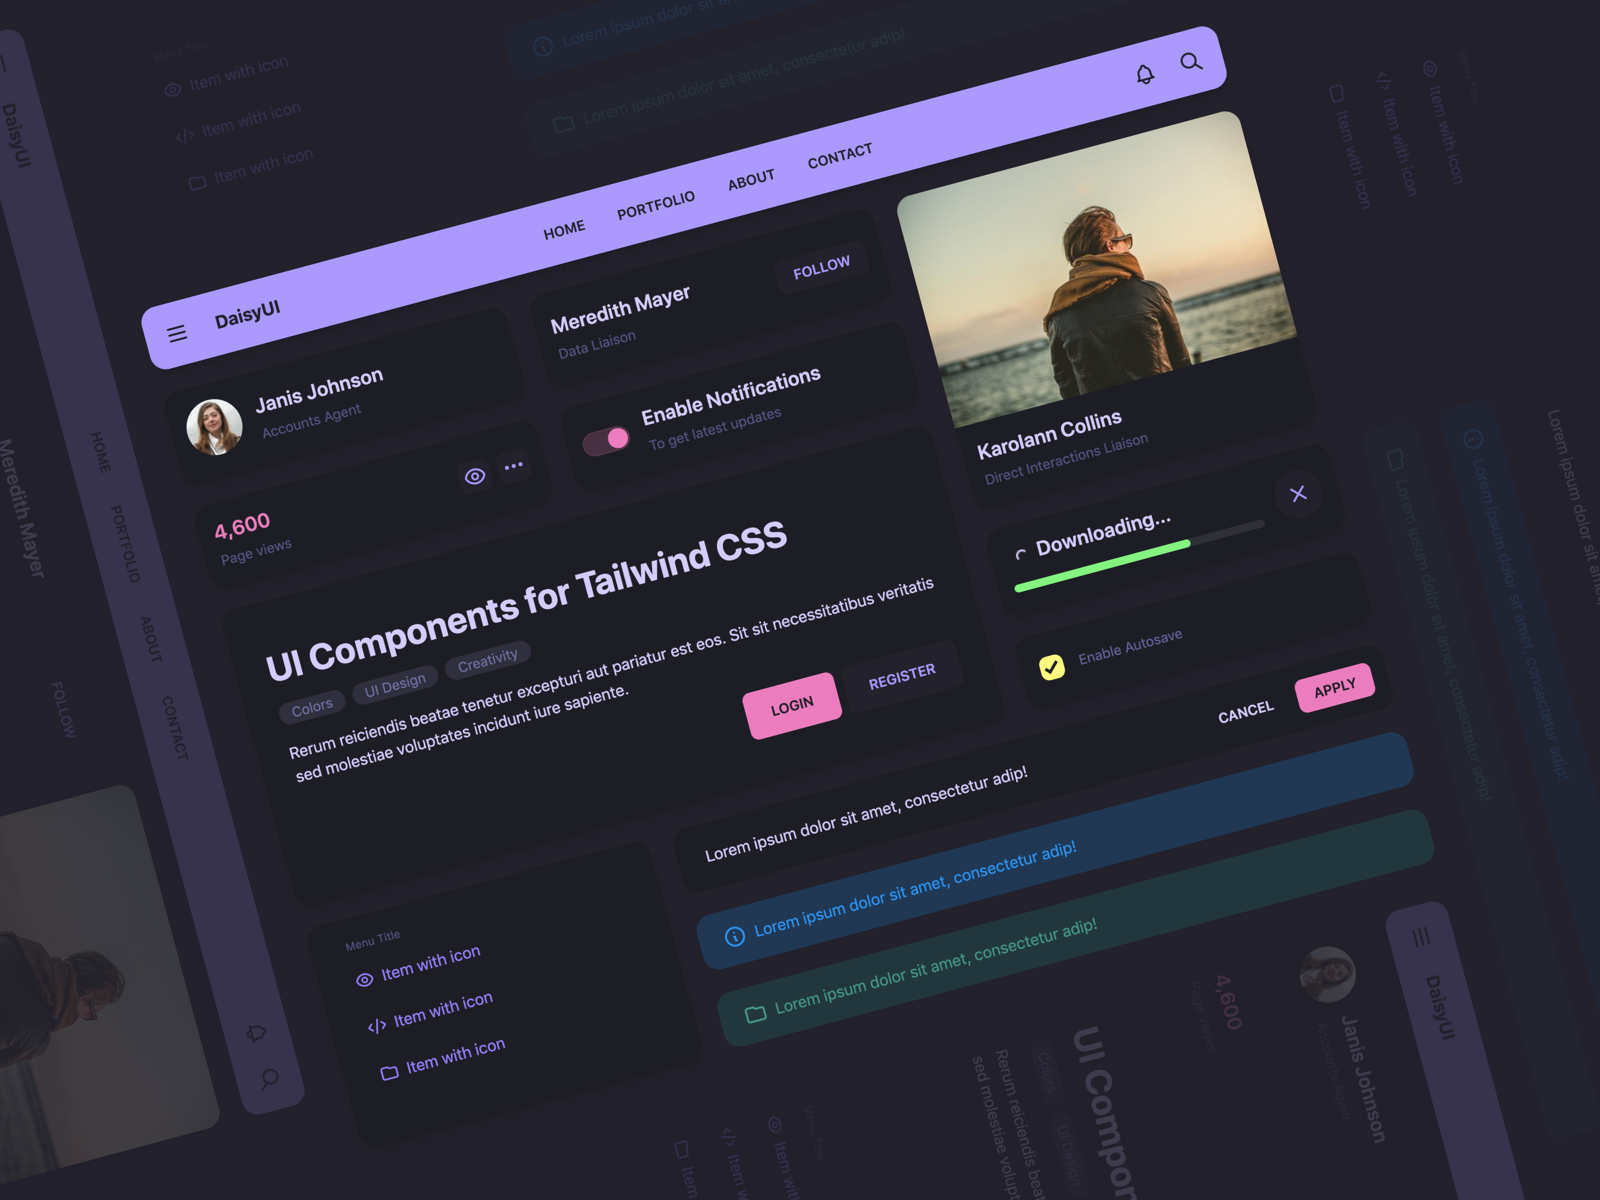 DaisyUI
HOME
PORTFOLIO
ABOUT
CONTACT
Janis Johnson
Accounts Agent
Meredith Mayer
Data Liaison
FOLLOW
4,600
Page views
Enable Notifications
To get latest updates
Karolann Collins
Direct Interactions Liaison
UI Components for Tailwind CSS
Colors
UI Design
Creativity
Rerum reiciendis beatae tenetur excepturi aut pariatur est eos. Sit sit necessitatibus veritatis
sed molestiae voluptates incidunt iure sapiente.
LOGIN
REGISTER
Downloading...
Enable Autosave
Lorem ipsum dolor sit amet, consectetur adip!
CANCEL
APPLY
Lorem ipsum dolor sit amet, consectetur adip!
Lorem ipsum dolor sit amet, consectetur adip!
Menu Title
Item with icon
Item with icon
Item with icon
Menu Title
Item with icon
Item with icon
Item with icon
Lorem ipsum dolor sit a
Lorem ipsum dolor sit amet, consectetur adip!
DaisyUI
HOME
PORTFOLIO
ABOUT
CONTACT
Meredith Mayer
FOLLOW
Menu Title
Item with icon
Item with icon
Item with icon
Lorem ipsum dolor sit amet,
Lorem ipsum dolor sit amet, consectetur adip!
Lorem ipsum dolor sit amet, consectetur adip!
DaisyUI
Janis Johnson
Accounts Agent
4,600
Page views
UI Compon
Colors
UI Design
Rerum reiciendis bea
sed molestiae volup
Menu Title
Item wit
Item w
Item